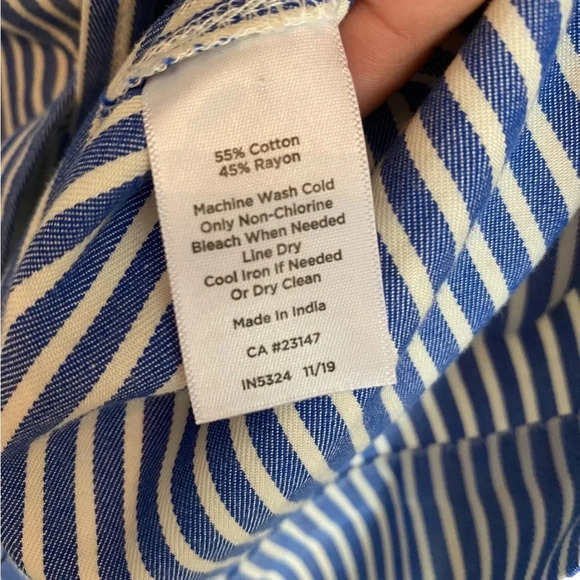 55% Cotton
45% Rayon
Machine Wash Cold
Only Non-Chlorine
Bleach When Needed
Line Dry
Cool Iron If Needed
Or Dry Clean
Made In India
CA #23147
IN5324 11/19